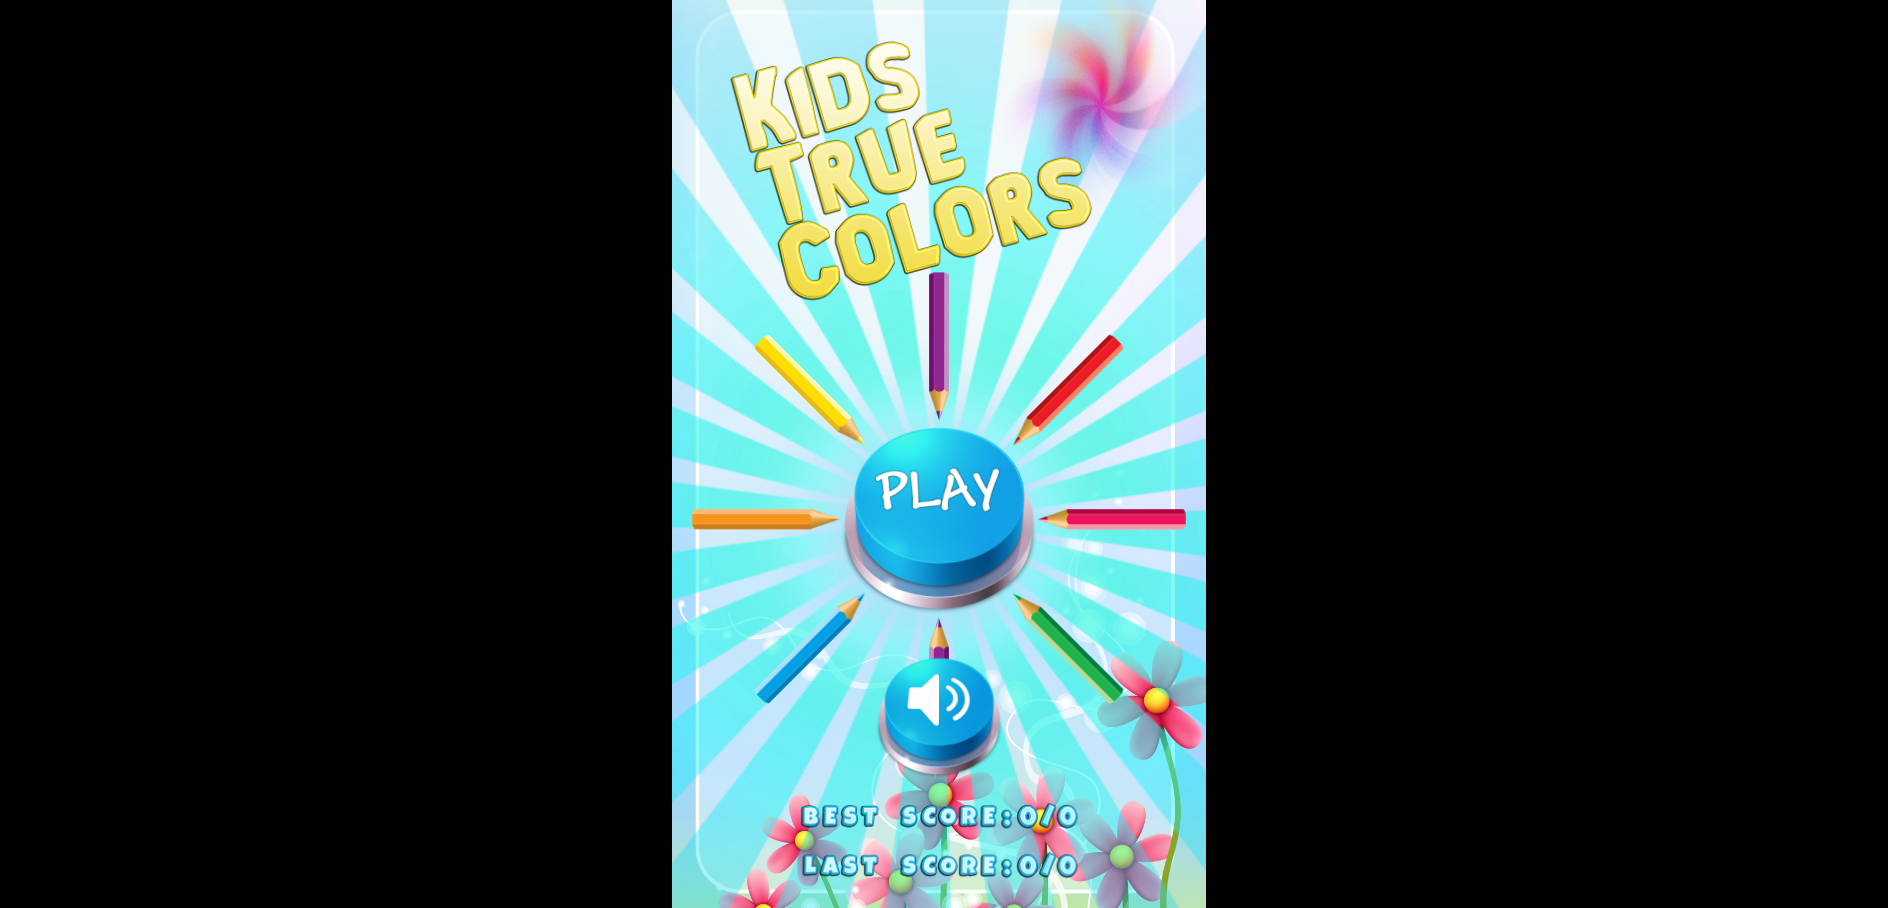 KIDS
TRUE
COLORS
PLAY
BEST SCORE:0/0
LAST SCORE:0/0